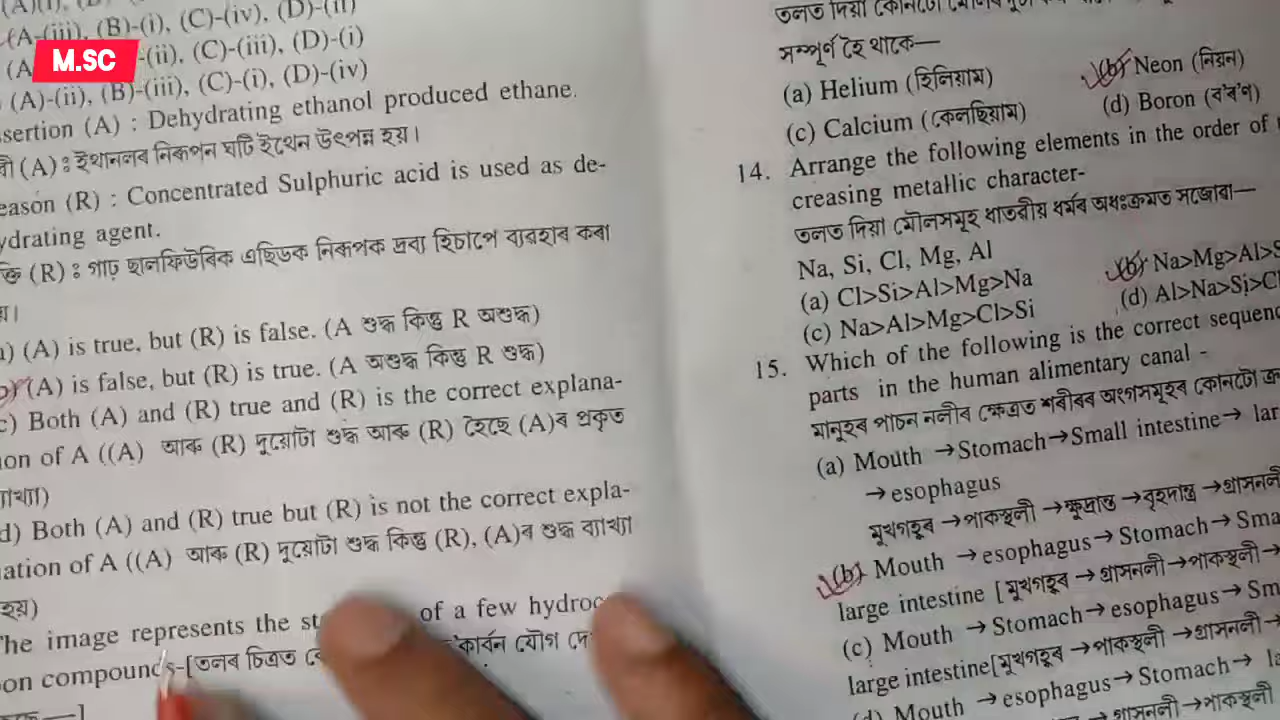 (A-(iii), (B)-(i), (C)-(iv), (D)-(ii)
M.SC
(A -(ii), (C)-(iii), (D)-(i)
(A)-(ii), (B)-(iii), (C)-(i), (D)-(iv)
ssertion (A) : Dehydrating ethanol produced ethane.
(A) : ইথানলৰ নিৰূপন ঘটি ইথেন উৎপন্ন হয়।
eason (R) : Concentrated Sulphuric acid is used as de-
ydrating agent.
(R) : গাঢ় ছালফিউৰিক এছিডক নিৰূপক দ্ৰব্য হিচাপে ব্যৱহাৰ কৰা
(A) is true, but (R) is false. (A শুদ্ধ কিন্তু R অশুদ্ধ)
(A) is false, but (R) is true. (A অশুদ্ধ কিন্তু R শুদ্ধ)
c) Both (A) and (R) true and (R) is the correct explana-
ion of A ((A) আৰু (R) দুয়োটা শুদ্ধ আৰু (R) হৈছে (A)ৰ প্ৰকৃত
্যাখ্যা)
d) Both (A) and (R) true but (R) is not the correct expla-
ation of A ((A) আৰু (R) দুয়োটা শুদ্ধ কিন্তু (R), (A)ৰ শুদ্ধ ব্যাখ্যা
হয়)
The image represents the st of a few hydroc
on compounds-[তলৰ চিত্ৰত কাৰ্বন যৌগ
তলত দিয়া কোনটো
সম্পূৰ্ণ হৈ থাকে—
(a) Helium (হিলিয়াম)
(b) Neon (নিয়ন)
(c) Calcium (কেলছিয়াম)
(d) Boron (ব'ৰ'ণ)
14. Arrange the following elements in the order of
creasing metallic character-
তলত দিয়া মৌলসমূহ ধাতৱীয় ধৰ্মৰ অধঃক্ৰমত সজোৱা—
Na, Si, Cl, Mg, Al
(a) Cl>Si>Al>Mg>Na
(b) Na>Mg>Al>S
(c) Na>Al>Mg>Cl>Si
(d) Al>Na>Si>Cl
15. Which of the following is the correct sequenc
parts in the human alimentary canal -
মানুহৰ পাচন নলীৰ ক্ষেত্ৰত শৰীৰৰ অংগসমূহৰ কোনটো
(a) Mouth →Stomach→Small intestine→ lar
→esophagus
মুখগহ্বৰ →পাকস্থলী →ক্ষুদ্ৰান্ত্ৰ →বৃহদান্ত্ৰ →গ্ৰাসনলী
(b) Mouth →esophagus→ Stomach→ Sma
large intestine [মুখগহ্বৰ →গ্ৰাসনলী→পাকস্থলী→
(c) Mouth → Stomach→ esophagus→ Sm
large intestine[মুখগহ্বৰ→পাকস্থলী→গ্ৰাসনলী→
(d) Mouth → esophagus→ Stomach→ la
→গ্ৰাসনলী→পাকস্থলী